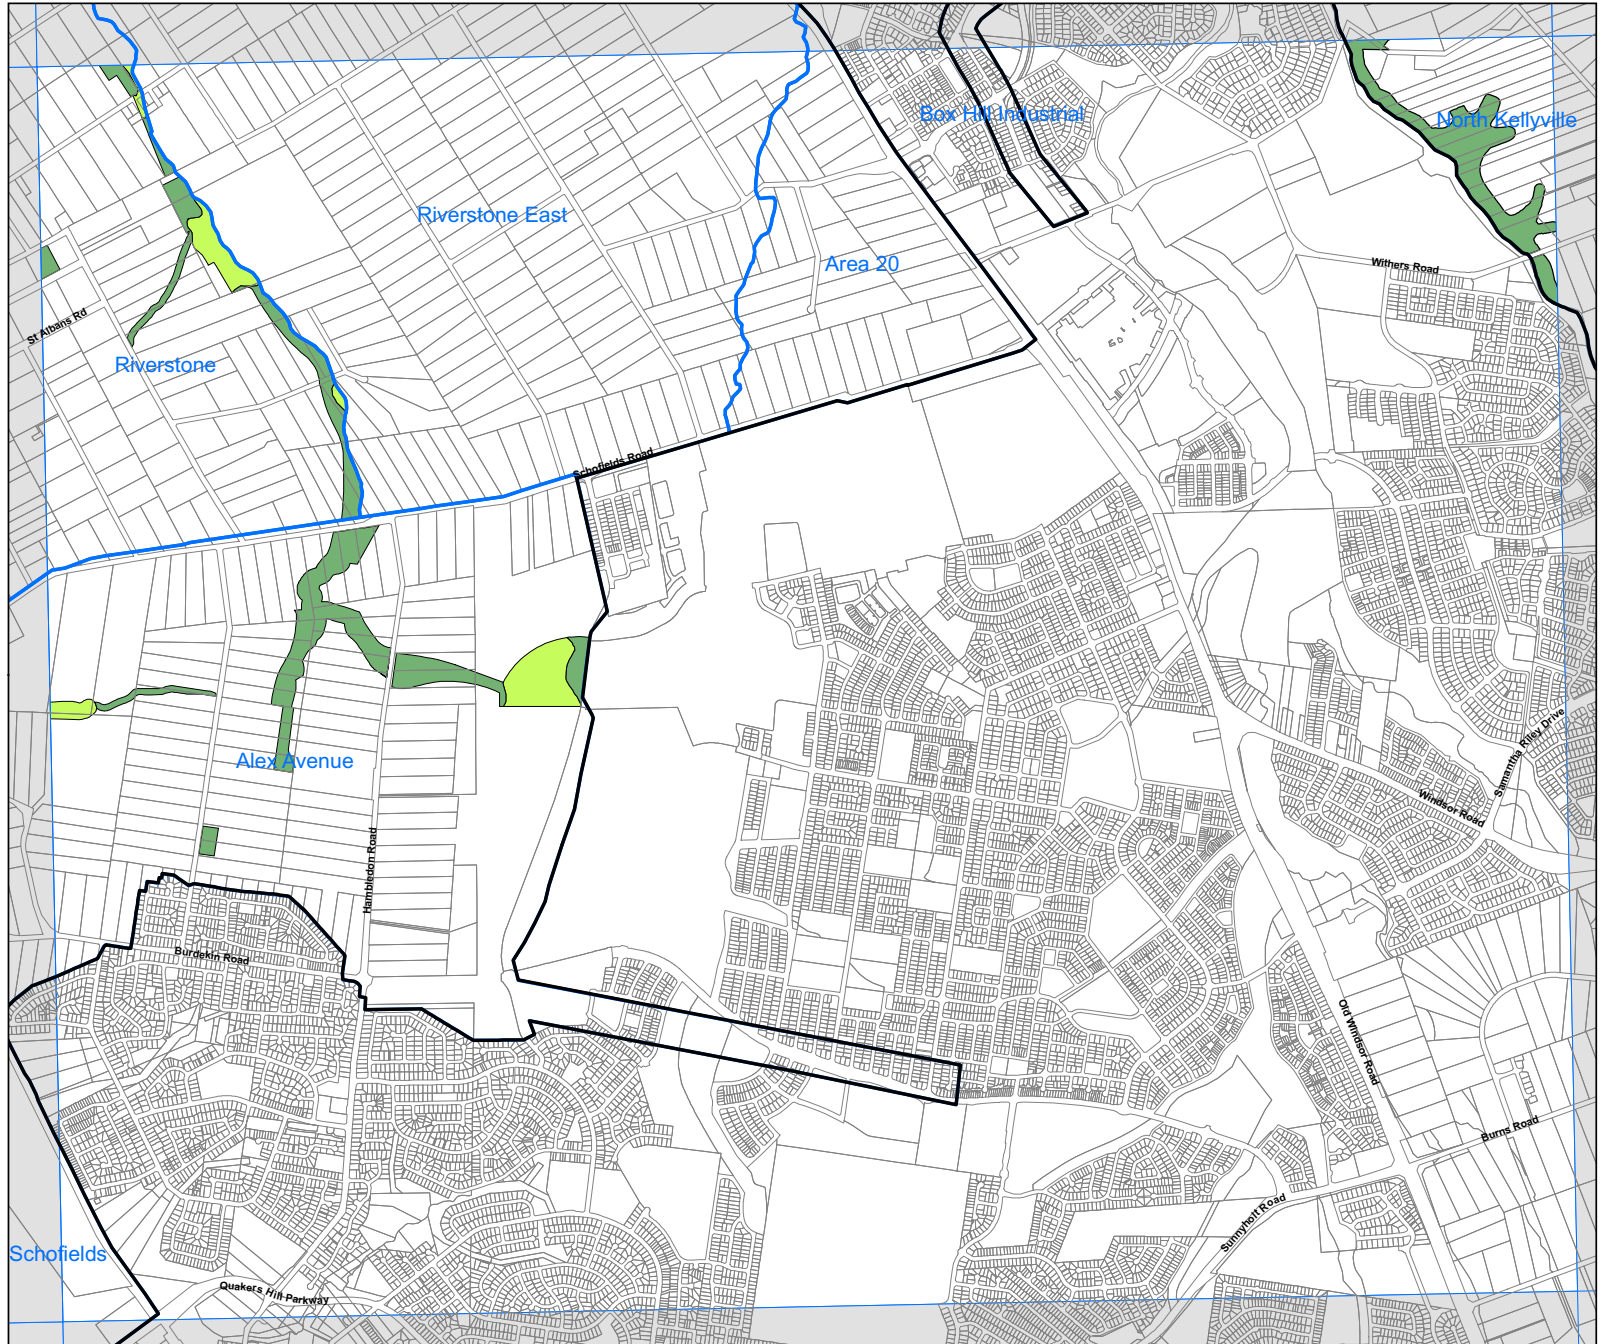 Box Hill Industrial
North Kellyville
Riverstone East
Area 20
Withers Road
St Albans Rd
Riverstone
Schofields Road
Samantha Riley Drive
Alex Avenue
Windsor Road
Hambledon Road
Burdekin Road
Old Windsor Road
Burns Road
Sunnyholt Road
Schofields
Quakers Hill Parkway